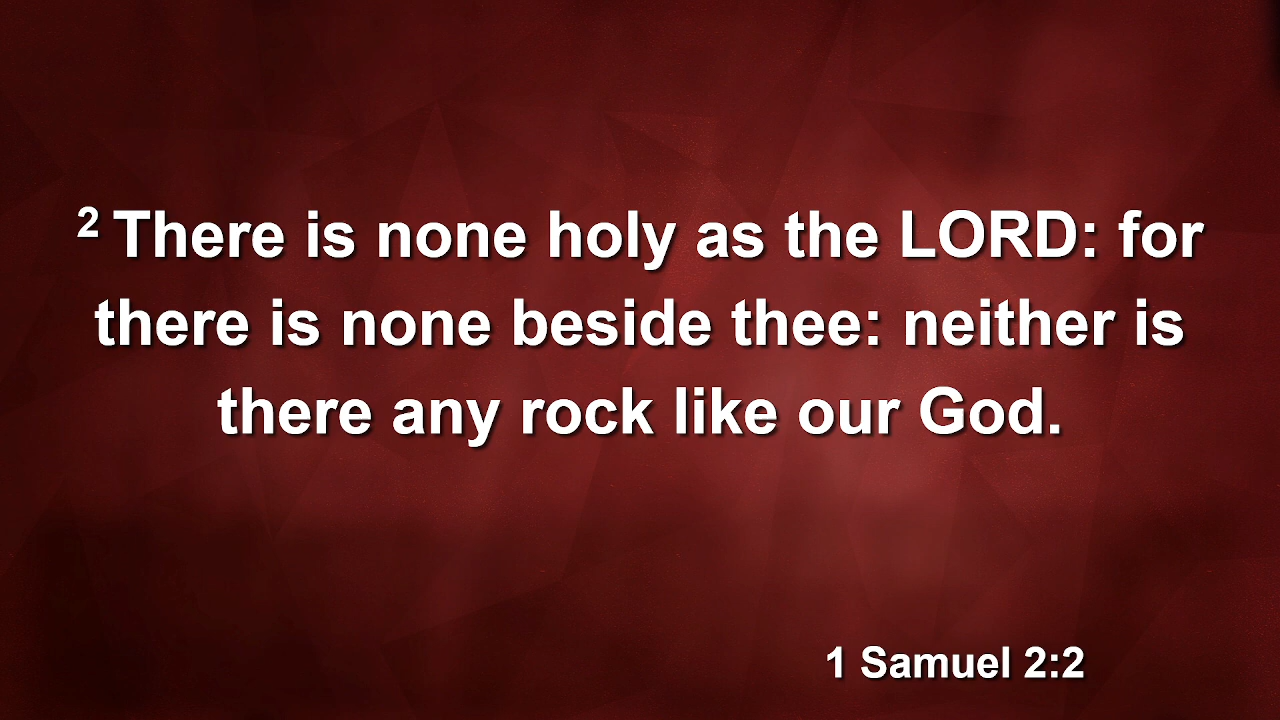 2 There is none holy as the LORD: for
there is none beside thee: neither is
there any rock like our God.
1 Samuel 2:2